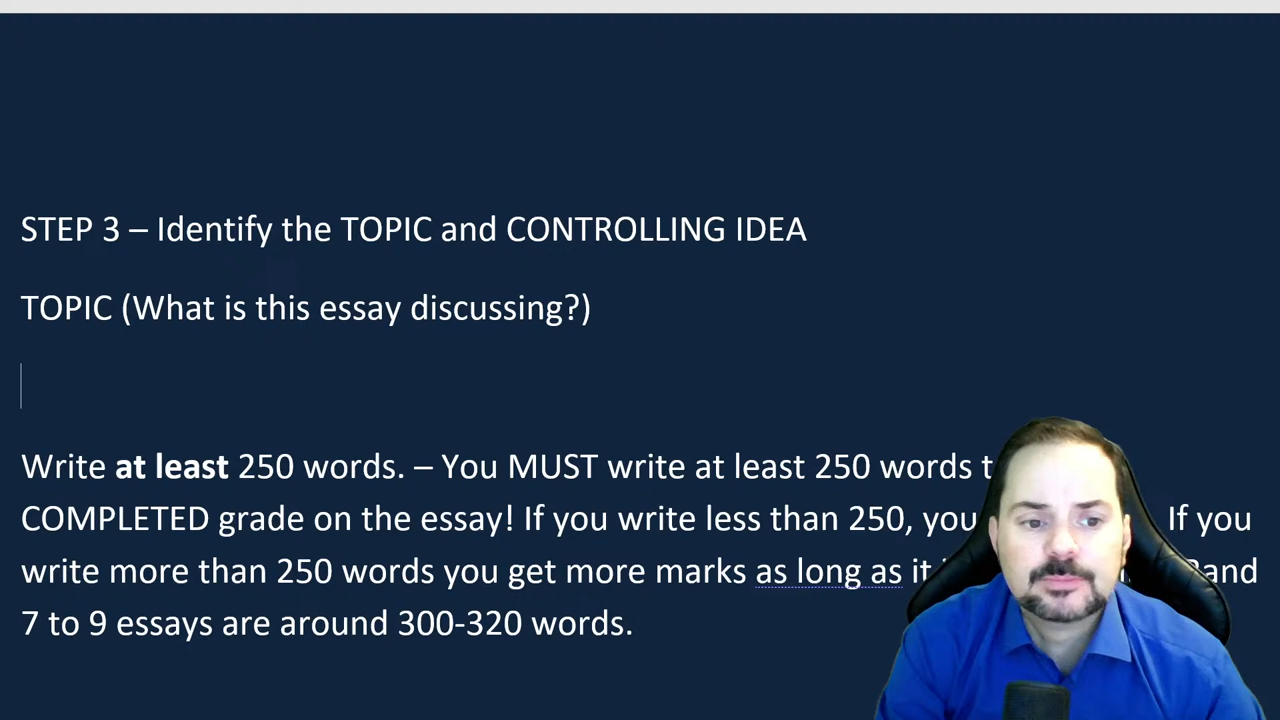 STEP 3 – Identify the TOPIC and CONTROLLING IDEA
TOPIC (What is this essay discussing?)
Write at least 250 words. – You MUST write at least 250 words
COMPLETED grade on the essay! If you write less than 250, you If you
write more than 250 words you get more marks as long as
7 to 9 essays are around 300-320 words.